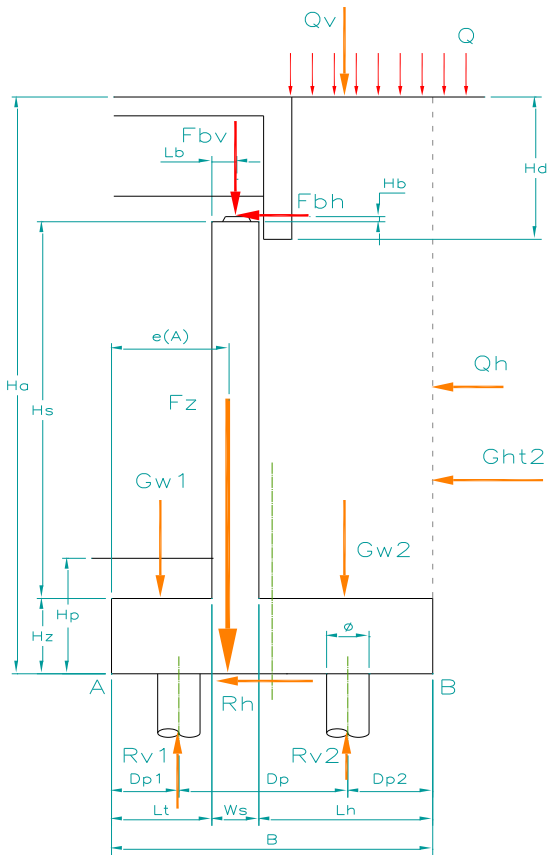 Qv
Q
Fbv
Lb
Hd
Hb
Fbh
e(A)
Qh
Ha
Hs
Fz
Ght2
Gw1
Gw2
Hp
Hz
ø
A
Rh
B
Rv1
Rv2
Dp1
Dp
Dp2
Lt
Ws
Lh
B